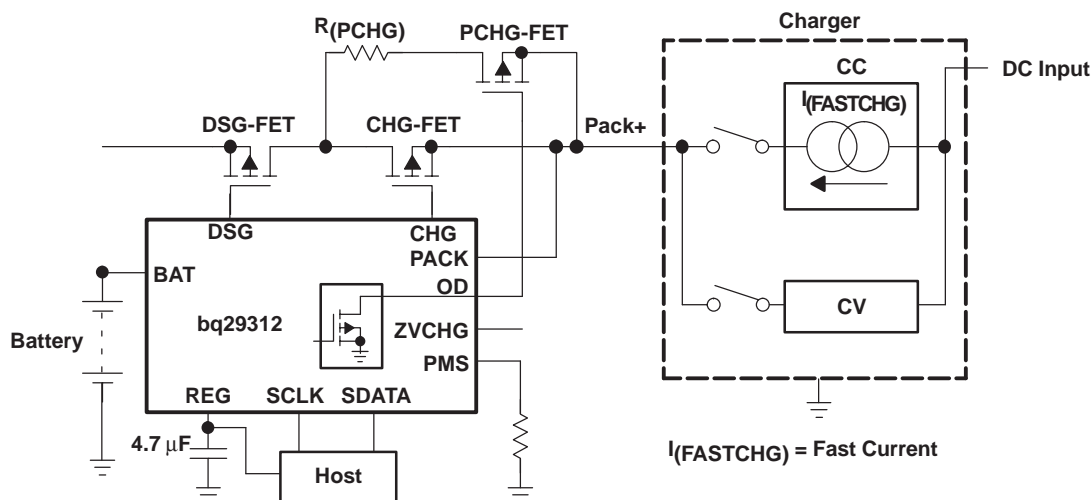 Charger
R(PCHG)
PCHG-FET
CC
DC Input
I(FASTCHG)
DSG-FET
CHG-FET
Pack+
DSG
CHG
PACK
BAT
OD
bq29312
ZVCHG
CV
Battery
PMS
REG
SCLK
SDATA
4.7 μF
I(FASTCHG) = Fast Current
Host